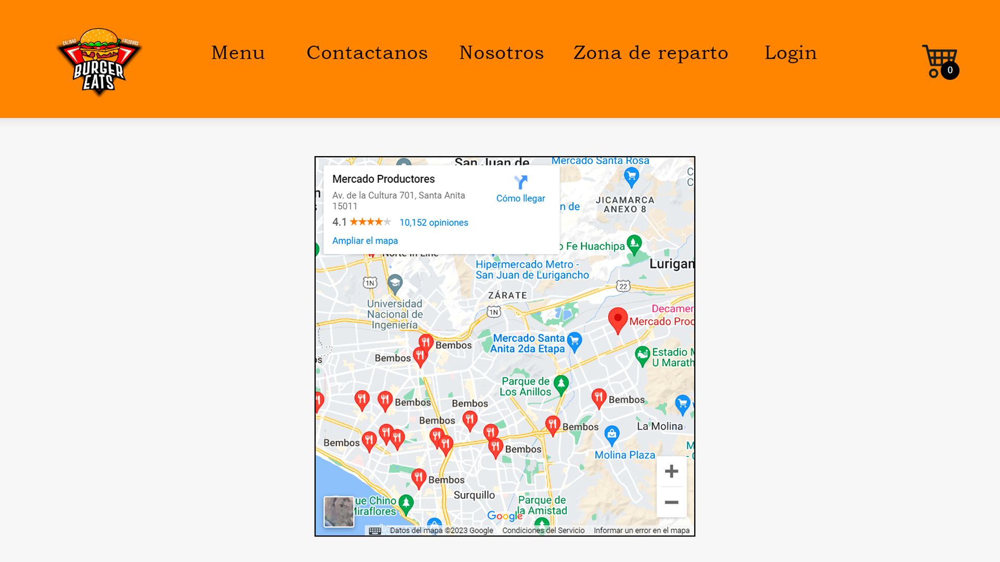 CALIDAD
FRESCURA
BURGER
EATS
Menu
Contactanos
Nosotros
Zona de reparto
Login
0
San Juan de
Mercado Santa Rosa
Mercado Productores
Av. de la Cultura 701, Santa Anita
15011
Cómo llegar
4.1
10,152 opiniones
Ampliar el mapa
n de
JICAMARCA
ANEXO 8
o Fe Huachipa
Norte In Line
Hipermercado Metro -
San Juan de Lurigancho
Lurigan
1N
22
ZÁRATE
Universidad
Nacional de
Ingeniería
1N
Decamer
Mercado Proc
Mercado Santa
Anita 2da Etapa
Bembos
Bembos
Estadio M
U Marath
Parque de
Los Anillos
Bembos
Bembos
Bembos
Bembos
Bembos
La Molina
Bembos
Bembos
Molina Plaza
Bembos
Surquillo
ue Chino
Miraflores
Parque de
la Amistad
Google
Datos del mapa ©2023 Google
Condiciones del Servicio
Informar un error en el mapa